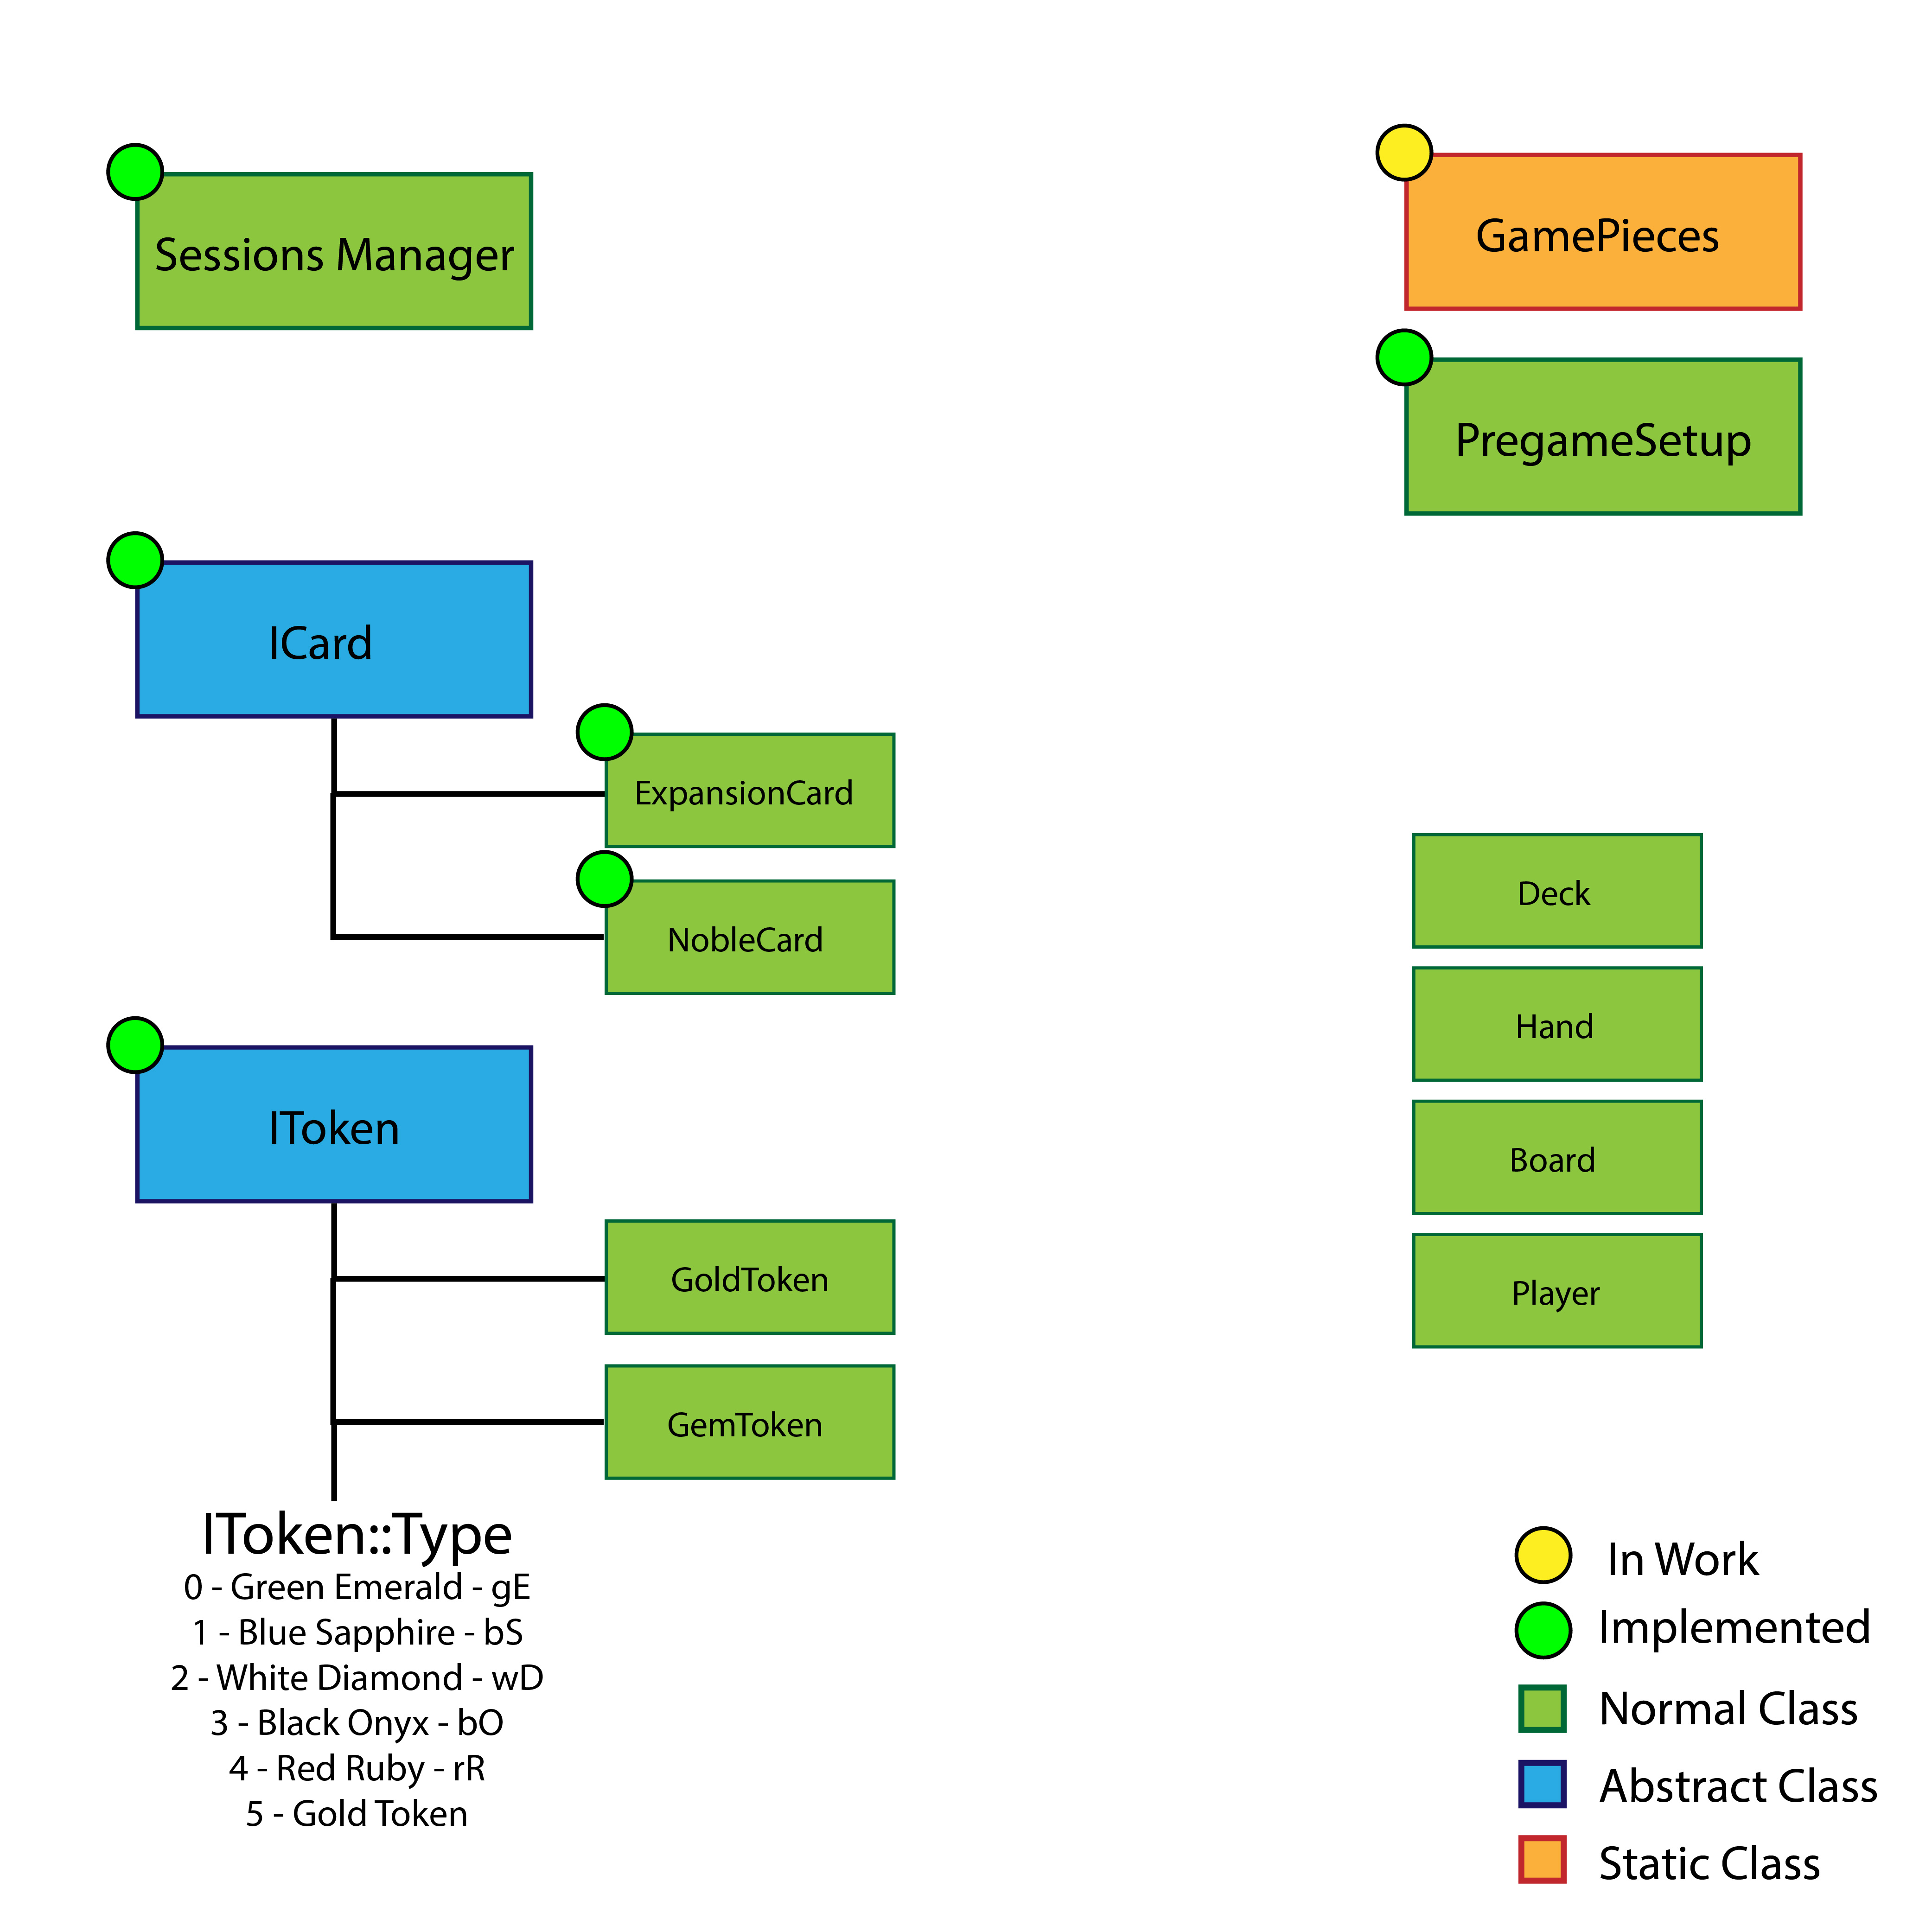 Sessions Manager
GamePieces
PregameSetup
ICard
ExpansionCard
NobleCard
IToken
GoldToken
GemToken
IToken::Type
0 - Green Emerald - gE
1 - Blue Sapphire - bS
2 - White Diamond - wD
3 - Black Onyx - bO
4 - Red Ruby - rR
5 - Gold Token
Deck
Hand
Board
Player
In Work
Implemented
Normal Class
Abstract Class
Static Class